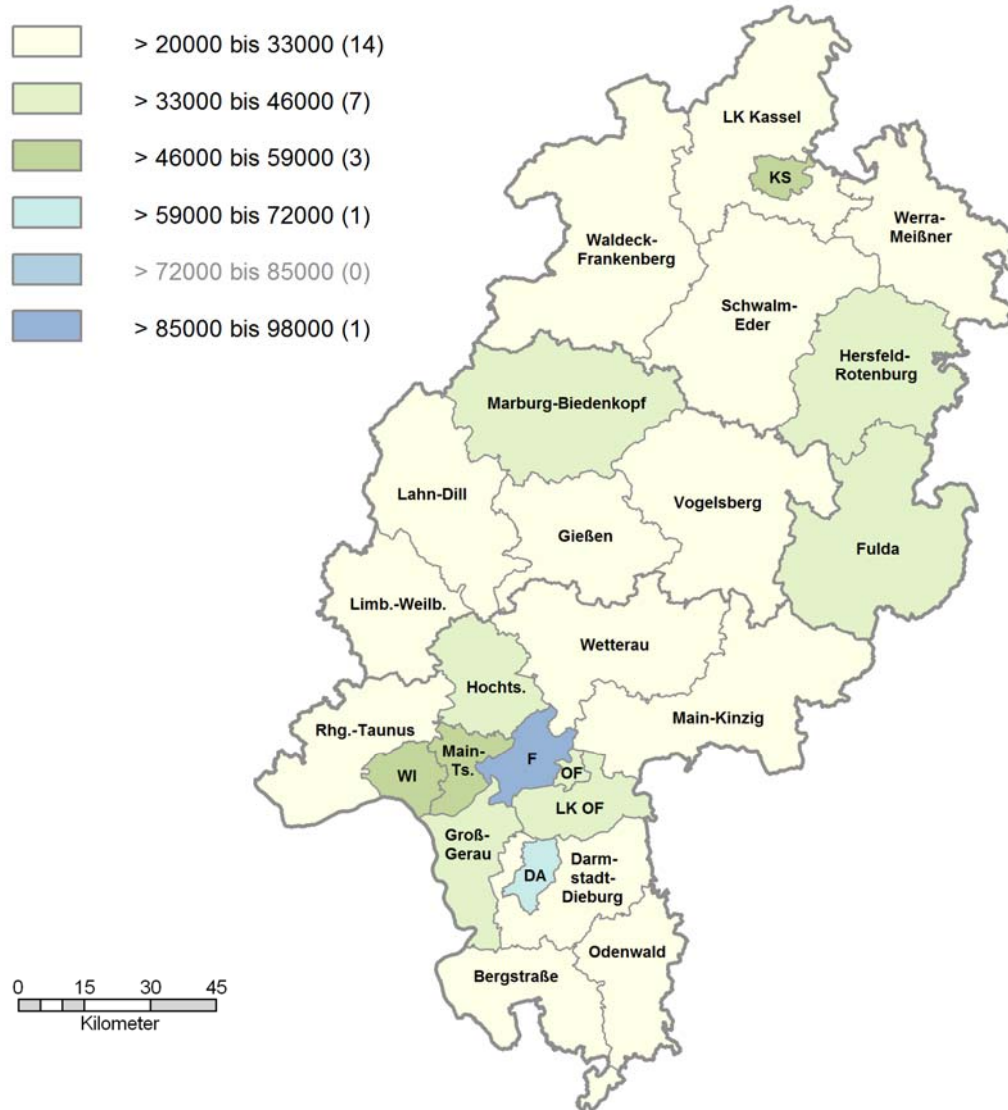 > 20000 bis 33000 (14)
> 33000 bis 46000 (7)
> 46000 bis 59000 (3)
> 59000 bis 72000 (1)
> 72000 bis 85000 (0)
> 85000 bis 98000 (1)
LK Kassel
KS
Werra-
Meißner
Waldeck-
Frankenberg
Schwalm-
Eder
Hersfeld-
Rotenburg
Marburg-Biedenkopf
Lahn-Dill
Vogelsberg
Gießen
Fulda
Limb.-Weilb.
Wetterau
Hochts.
Main-Kinzig
Rhg.-Taunus
Main-
Ts.
F
WI
OF
LK OF
Groß-
Gerau
DA
Darm-
stadt-
Dieburg
Odenwald
Bergstraße
0 15 30 45
Kilometer